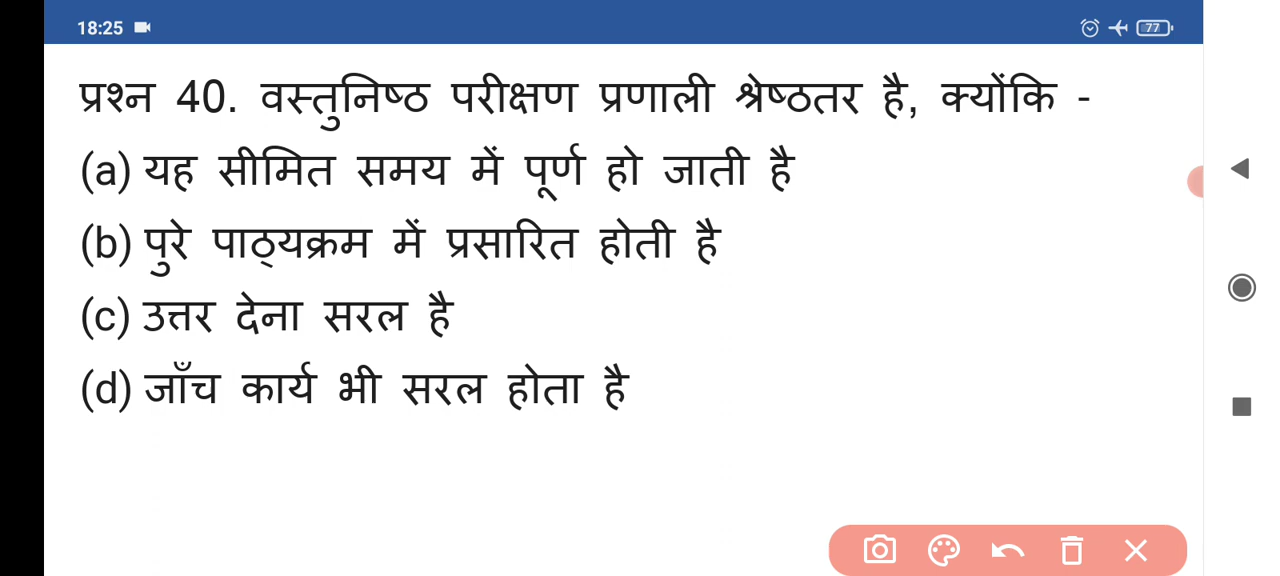 18:25
77
प्रश्न 40. वस्तुनिष्ठ परीक्षण प्रणाली श्रेष्ठतर है, क्योंकि -
(a) यह सीमित समय में पूर्ण हो जाती है
(b) पुरे पाठ्यक्रम में प्रसारित होती है
(c) उत्तर देना सरल है
(d) जाँच कार्य भी सरल होता है